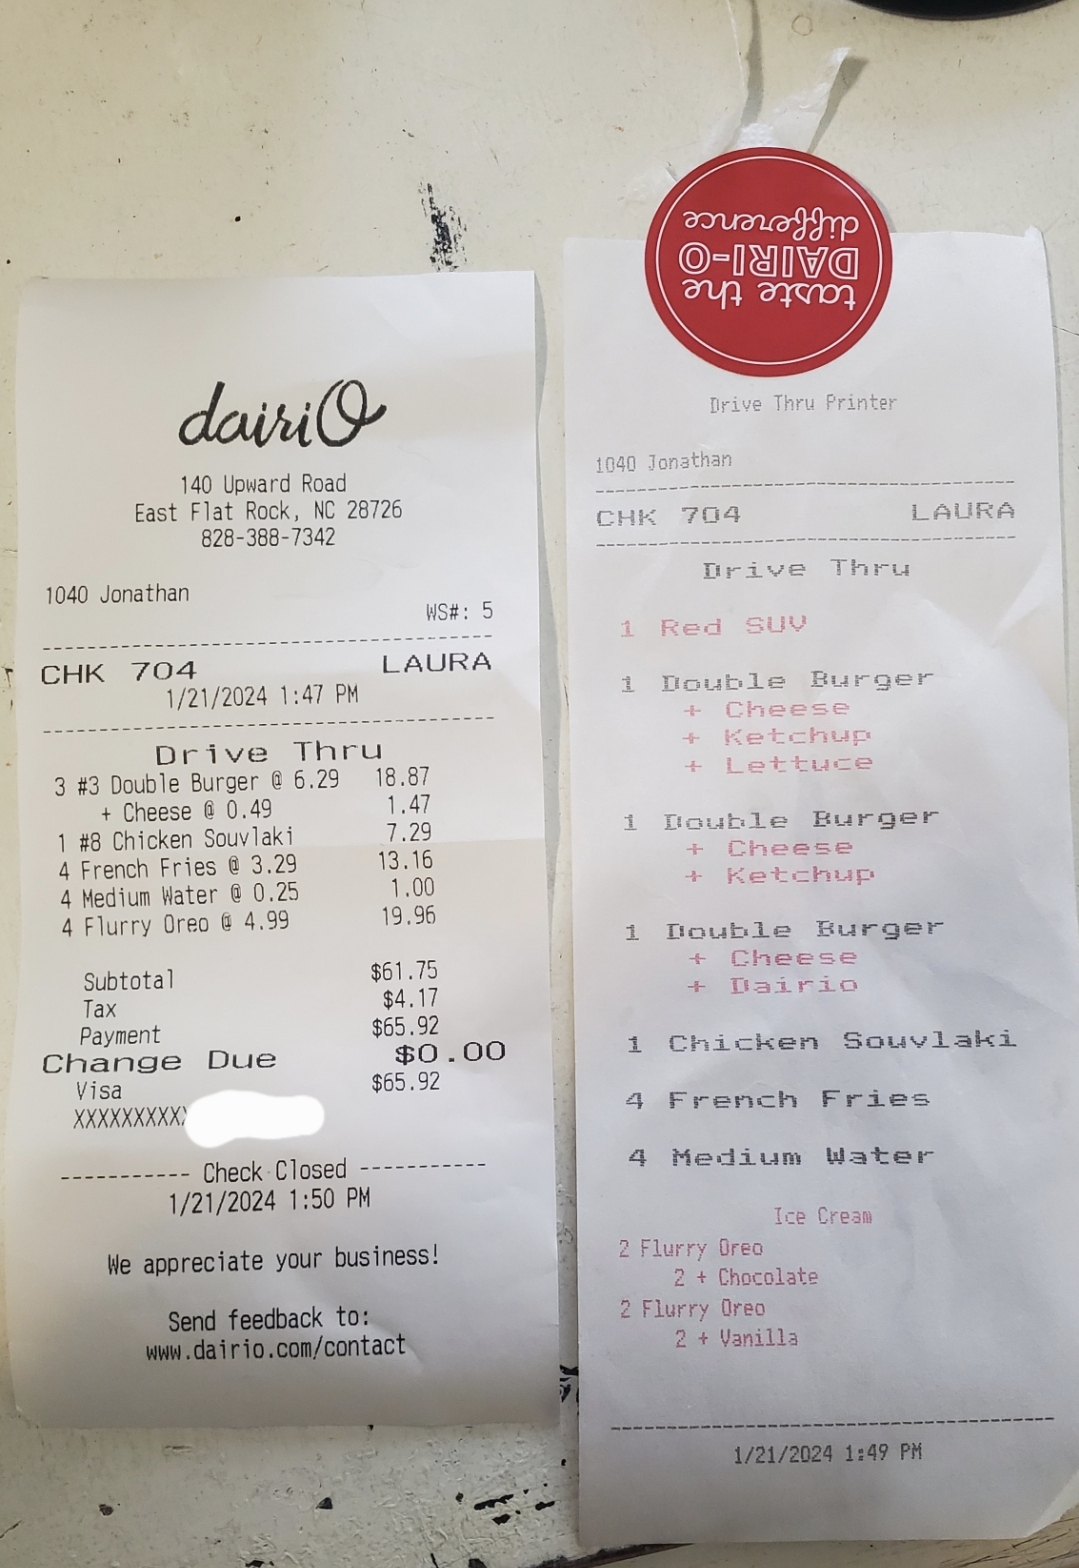 dairiO
140 Upward Road
East Flat Rock, NC 28726
828-388-7342
1040 Jonathan
WS#: 5
CHK 704 LAURA
1/21/2024 1:47 PM
Drive Thru
3 #3 Double Burger @ 6.29 18.87
+ Cheese @ 0.49 1.47
1 #8 Chicken Souvlaki 7.29
4 French Fries @ 3.29 13.16
4 Medium Water @ 0.25 1.00
4 Flurry Oreo @ 4.99 19.96
Subtotal $61.75
Tax $4.17
Payment $65.92
Change Due $0.00
Visa $65.92
XXXXXXXXXX
---------- Check Closed ----------
1/21/2024 1:50 PM
We appreciate your business!
Send feedback to:
www.dairio.com/contact
taste the
DAIRI-O
difference
Drive Thru Printer
1040 Jonathan
CHK 704 LAURA
Drive Thru
1 Red SUV
1 Double Burger
+ Cheese
+ Ketchup
+ Lettuce
1 Double Burger
+ Cheese
+ Ketchup
1 Double Burger
+ Cheese
+ Dairio
1 Chicken Souvlaki
4 French Fries
4 Medium Water
Ice Cream
2 Flurry Oreo
2 + Chocolate
2 Flurry Oreo
2 + Vanilla
1/21/2024 1:49 PM